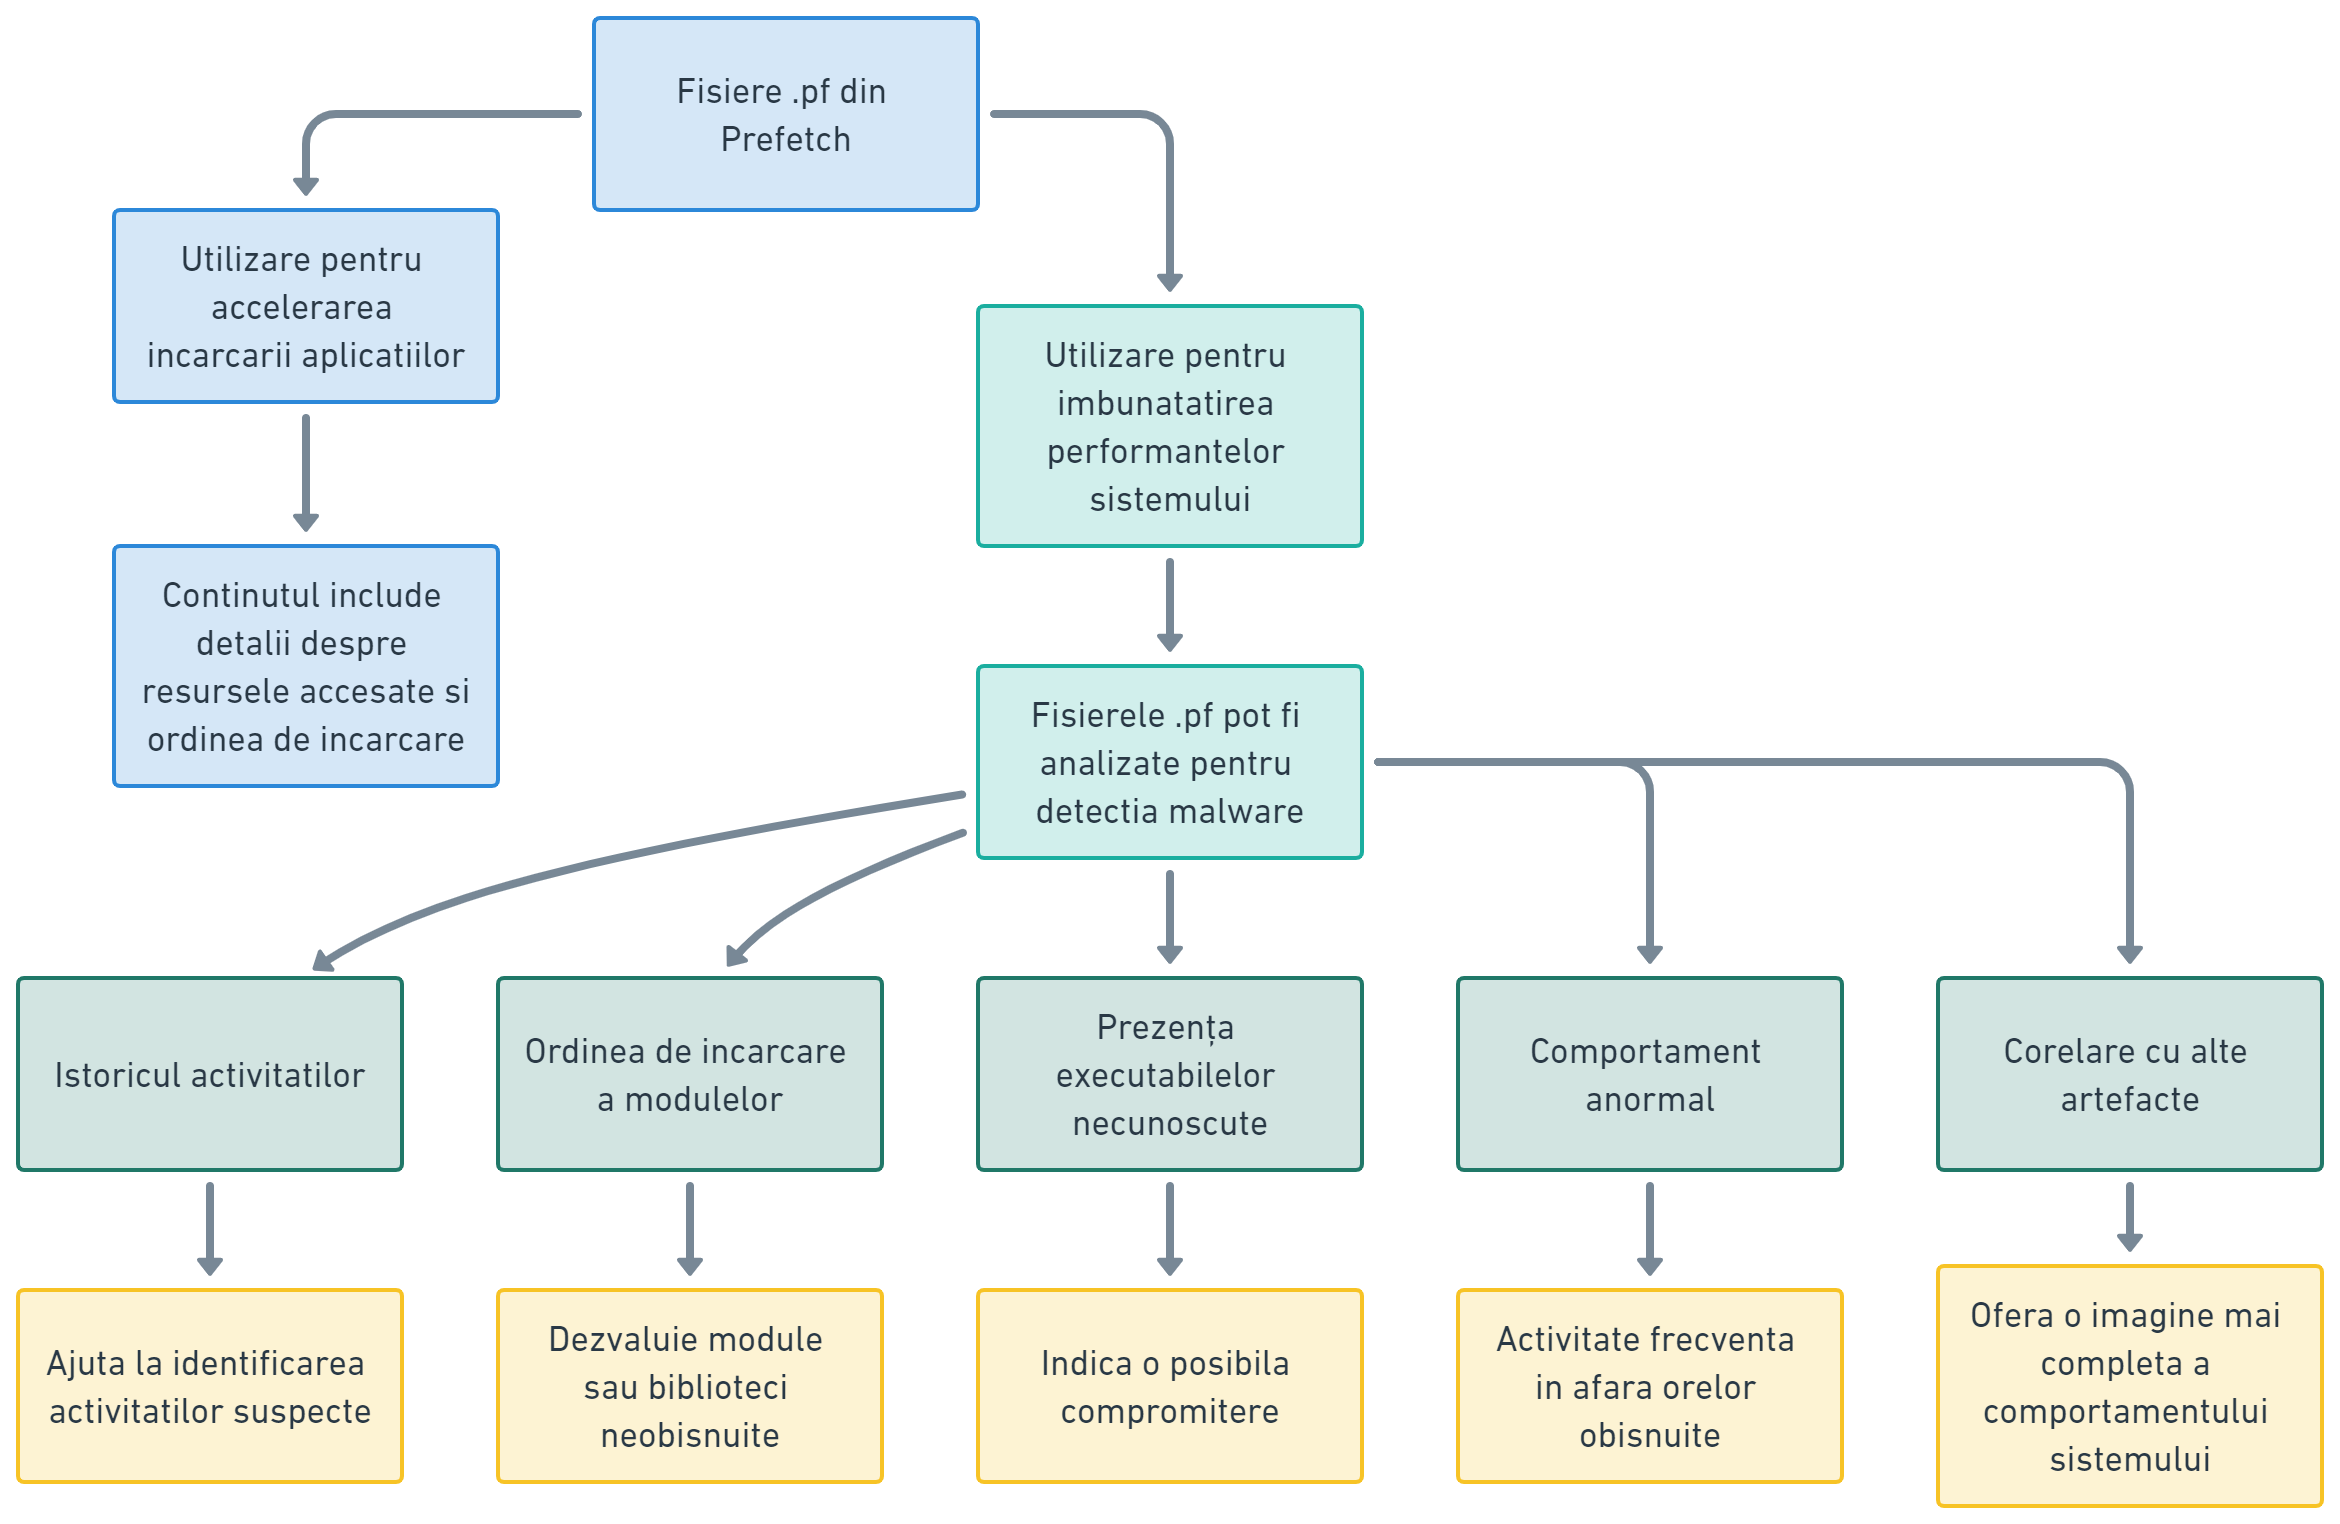 Fisiere .pf din
Prefetch
Utilizare pentru
accelerarea
incarcarii aplicatiilor
Utilizare pentru
imbunatatirea
performantelor
sistemului
Continutul include
detalii despre
resursele accesate si
ordinea de incarcare
Fisierele .pf pot fi
analizate pentru
detectia malware
Istoricul activitatilor
Ordinea de incarcare
a modulelor
Prezența
executabilelor
necunoscute
Comportament
anormal
Corelare cu alte
artefacte
Ajuta la identificarea
activitatilor suspecte
Dezvaluie module
sau biblioteci
neobisnuite
Indica o posibila
compromitere
Activitate frecventa
in afara orelor
obisnuite
Ofera o imagine mai
completa a
comportamentului
sistemului